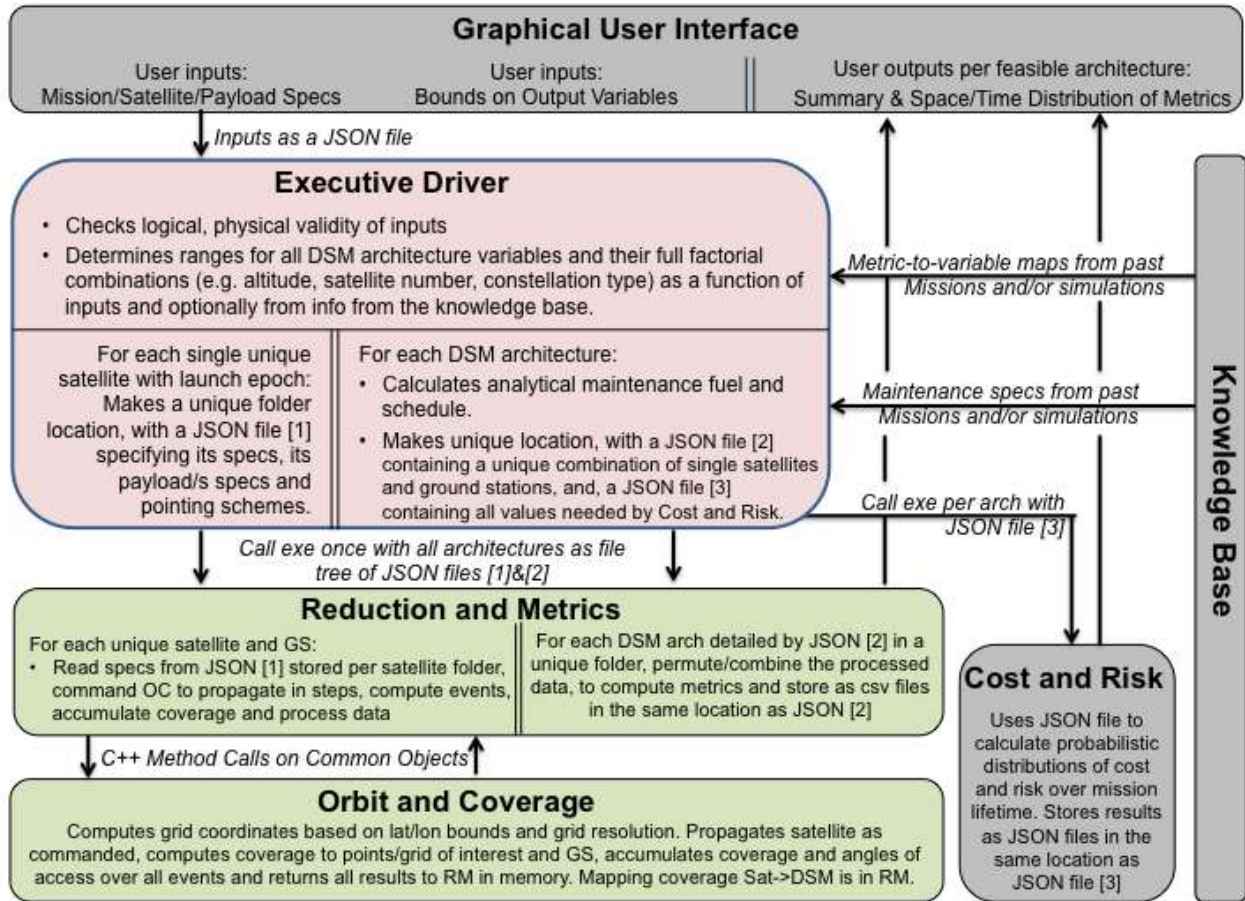 Graphical User Interface
User inputs:
Mission/Satellite/Payload Specs
User inputs:
Bounds on Output Variables
User outputs per feasible architecture:
Summary & Space/Time Distribution of Metrics
Inputs as a JSON file
Executive Driver
• Checks logical, physical validity of inputs
• Determines ranges for all DSM architecture variables and their full factorial
combinations (e.g. altitude, satellite number, constellation type) as a function of
inputs and optionally from info from the knowledge base.
For each single unique
satellite with launch epoch:
Makes a unique folder
location, with a JSON file [1]
specifying its specs, its
payload/s specs and
pointing schemes.
For each DSM architecture:
• Calculates analytical maintenance fuel and
schedule.
• Makes unique location, with a JSON file [2]
containing a unique combination of single satellites
and ground stations, and, a JSON file [3]
containing all values needed by Cost and Risk.
Metric-to-variable maps from past
Missions and/or simulations
Maintenance specs from past
Missions and/or simulations
Knowledge Base
Call exe per arch with
JSON file [3]
Call exe once with all architectures as file
tree of JSON files [1]&[2]
Reduction and Metrics
For each unique satellite and GS:
• Read specs from JSON [1] stored per satellite folder,
command OC to propagate in steps, compute events,
accumulate coverage and process data
For each DSM arch detailed by JSON [2] in a
unique folder, permute/combine the processed
data, to compute metrics and store as csv files
in the same location as JSON [2]
C++ Method Calls on Common Objects
Orbit and Coverage
Computes grid coordinates based on lat/lon bounds and grid resolution. Propagates satellite as
commanded, computes coverage to points/grid of interest and GS, accumulates coverage and angles of
access over all events and returns all results to RM in memory. Mapping coverage Sat->DSM is in RM.
Cost and Risk
Uses JSON file to
calculate probabilistic
distributions of cost
and risk over mission
lifetime. Stores results
as JSON files in the
same location as
JSON file [3]